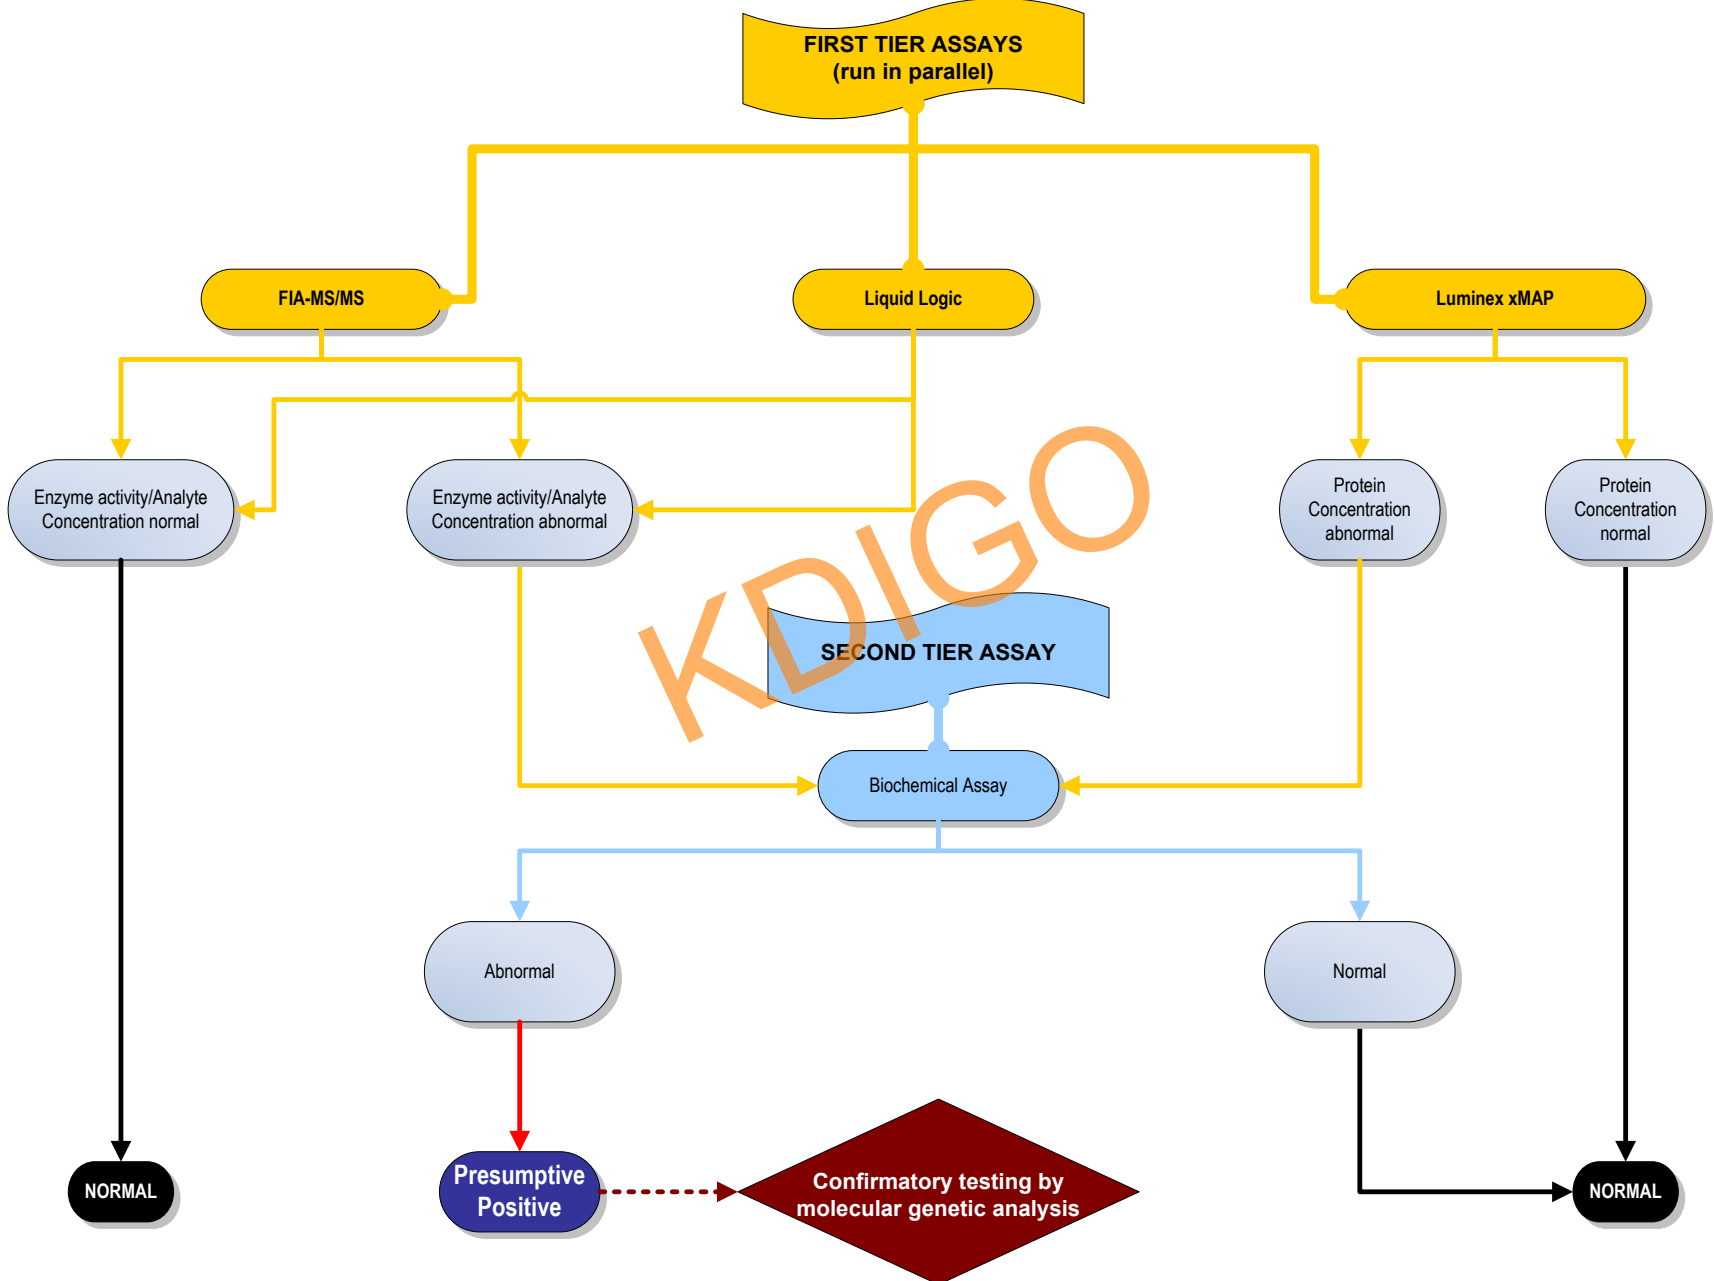 FIRST TIER ASSAYS
(run in parallel)
FIA-MS/MS
Liquid Logic
Luminex xMAP
Enzyme activity/Analyte
Concentration normal
Enzyme activity/Analyte
Concentration abnormal
Protein
Concentration
abnormal
Protein
Concentration
normal
KDIGO
SECOND TIER ASSAY
Biochemical Assay
Abnormal
Normal
NORMAL
Presumptive
Positive
Confirmatory testing by
molecular genetic analysis
NORMAL